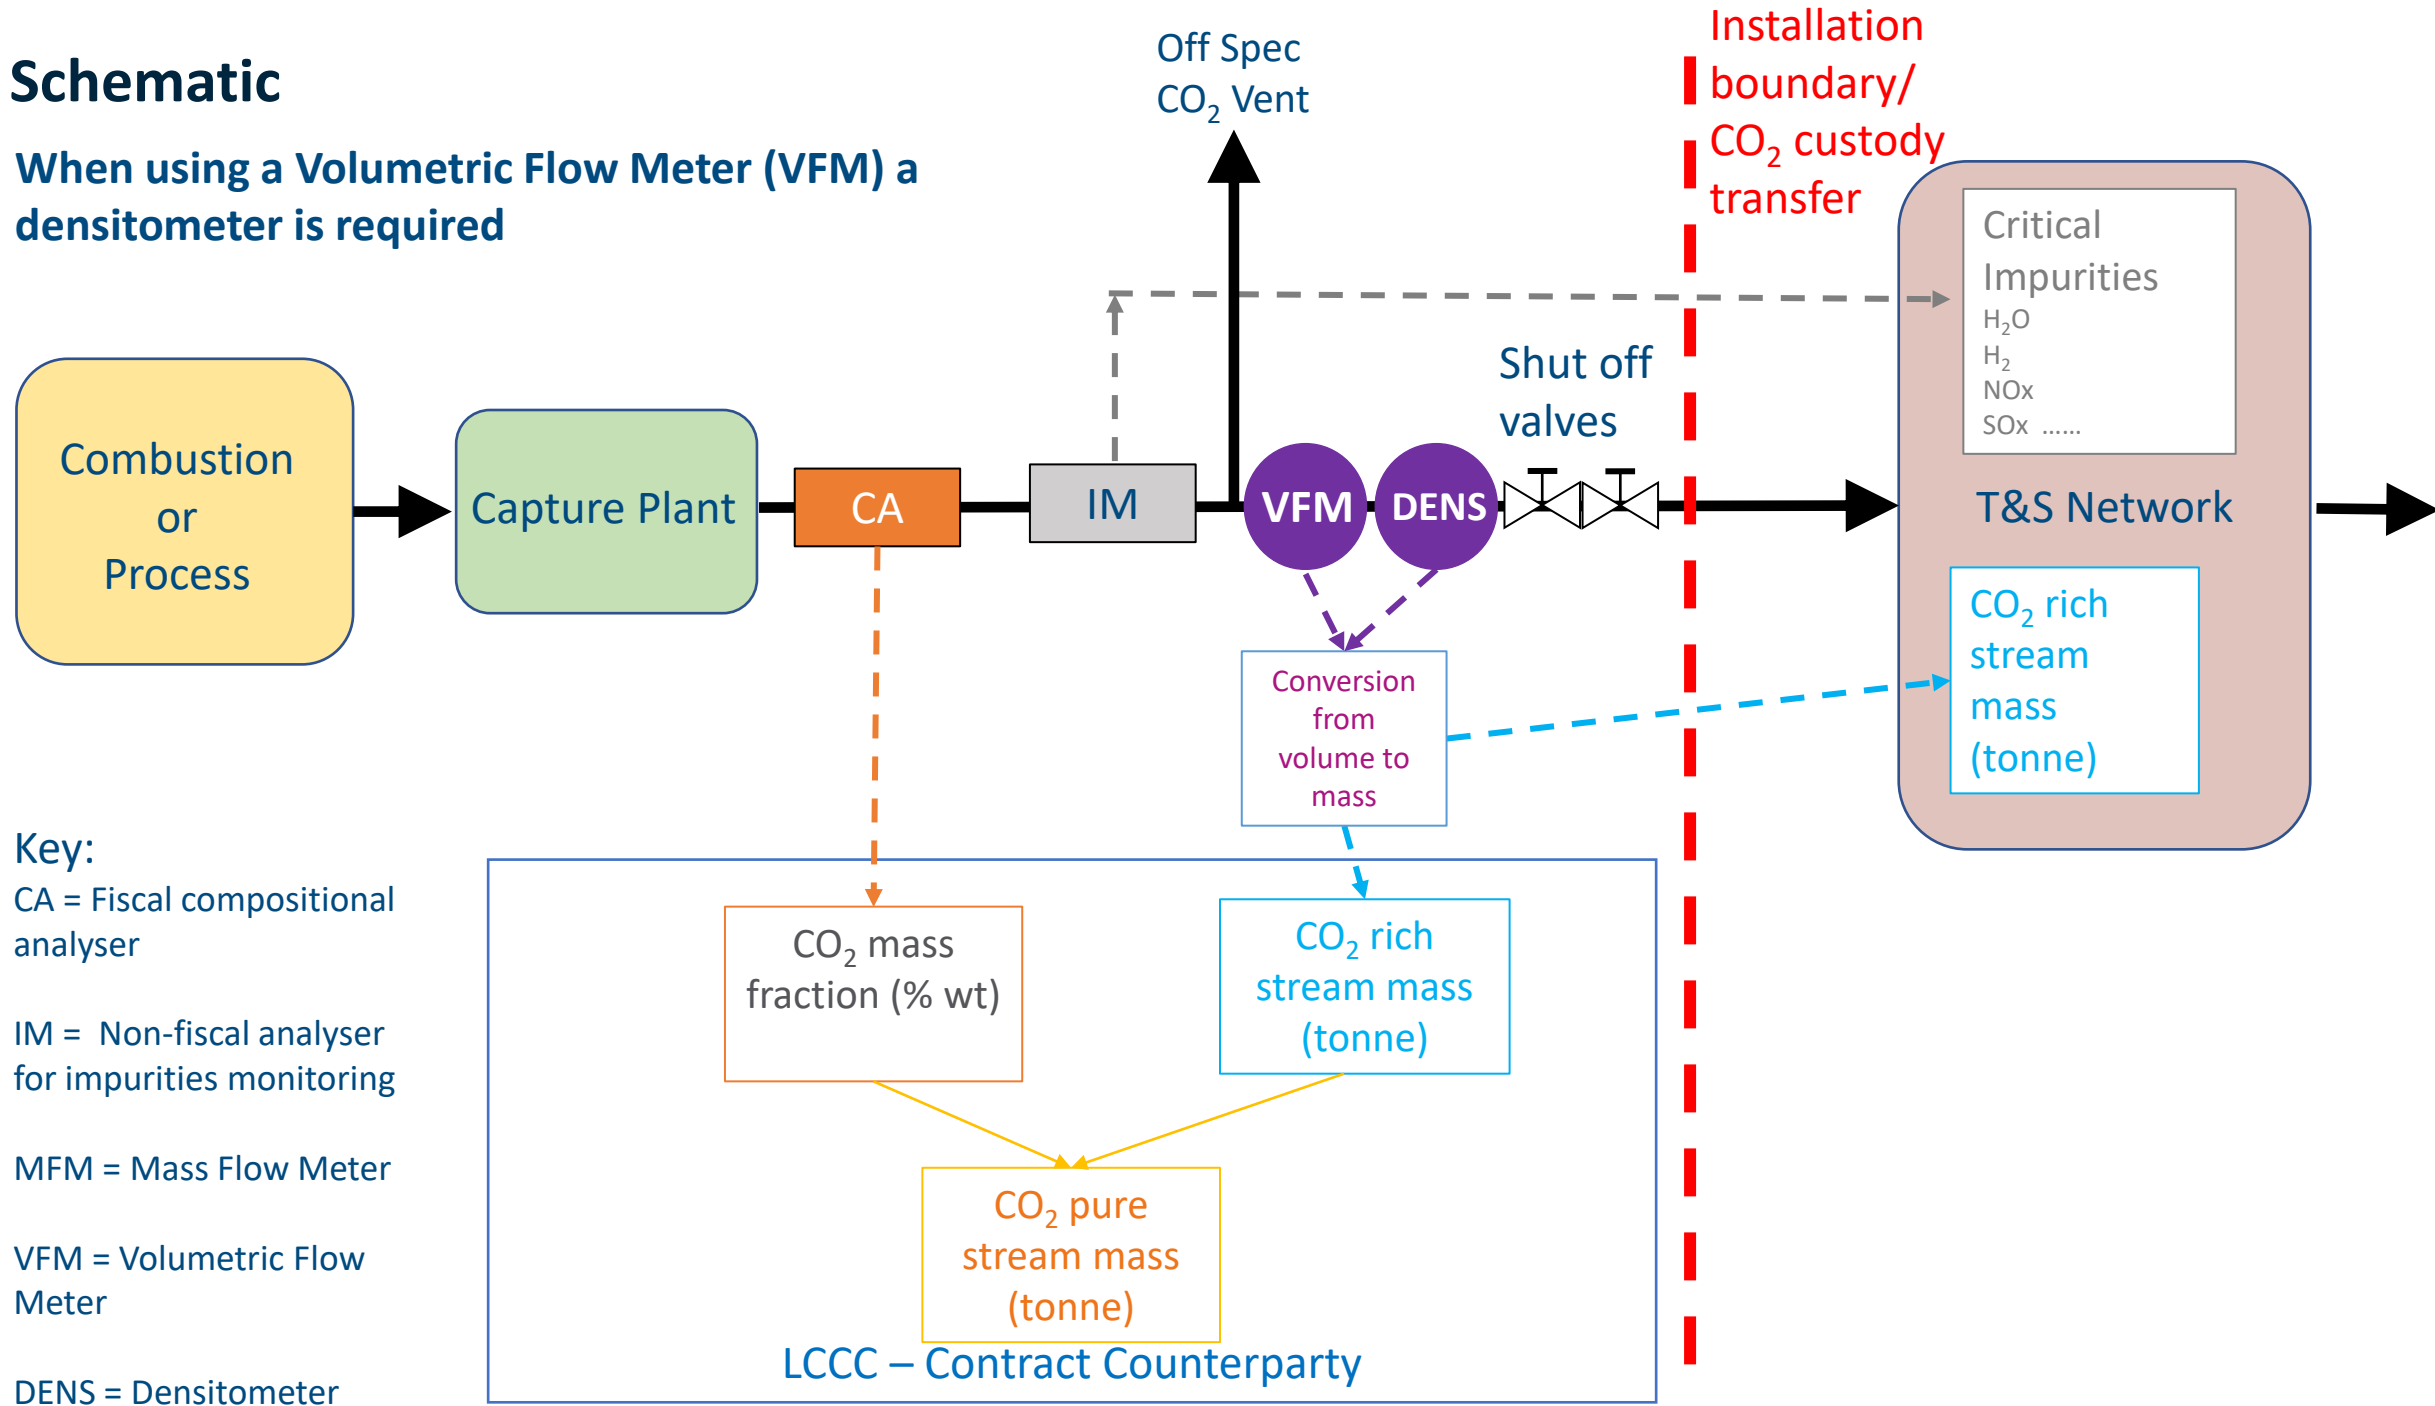 Schematic
When using a Volumetric Flow Meter (VFM) a
densitometer is required
Off Spec
CO₂ Vent
Installation
boundary/
CO₂ custody
transfer
Critical
Impurities
H₂O
H₂
NOx
SOx ......
Shut off
valves
Combustion
or
Process
Capture Plant
CA
IM
VFM
DENS
T&S Network
CO₂ rich
stream
mass
(tonne)
Conversion
from
volume to
mass
Key:
CA = Fiscal compositional
analyser
IM = Non-fiscal analyser
for impurities monitoring
MFM = Mass Flow Meter
VFM = Volumetric Flow
Meter
DENS = Densitometer
CO₂ mass
fraction (% wt)
CO₂ rich
stream mass
(tonne)
CO₂ pure
stream mass
(tonne)
LCCC – Contract Counterparty